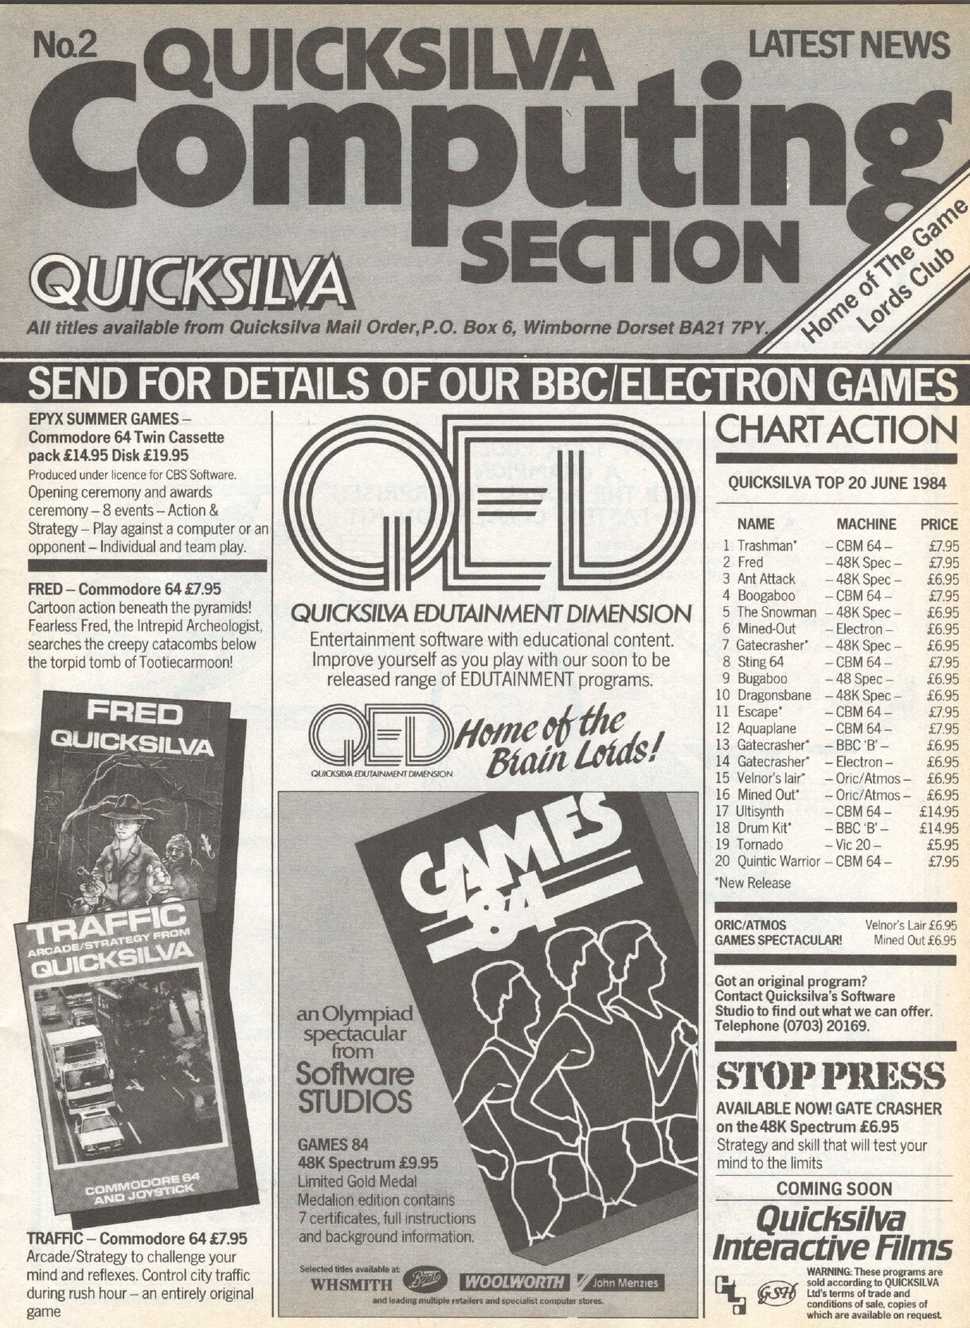 No.2
QUICKSILVA
LATEST NEWS
Computing
SECTION
Home of The Game
Lords Club
QUICKSILVA
All titles available from Quicksilva Mail Order, P.O. Box 6, Wimborne Dorset BA21 7PY.
SEND FOR DETAILS OF OUR BBC/ELECTRON GAMES
EPYX SUMMER GAMES –
Commodore 64 Twin Cassette
pack £14.95 Disk £19.95
Produced under licence for CBS Software.
Opening ceremony and awards
ceremony – 8 events – Action &
Strategy – Play against a computer or an
opponent – Individual and team play.
FRED – Commodore 64 £7.95
Cartoon action beneath the pyramids!
Fearless Fred, the Intrepid Archeologist,
searches the creepy catacombs below
the torpid tomb of Tootiecarmoon!
FRED
QUICKSILVA
TRAFFIC
ARCADE/STRATEGY FROM
QUICKSILVA
COMMODORE 64
AND JOYSTICK
TRAFFIC – Commodore 64 £7.95
Arcade/Strategy to challenge your
mind and reflexes. Control city traffic
during rush hour – an entirely original
game
QED
QUICKSILVA EDUTAINMENT DIMENSION
Entertainment software with educational content.
Improve yourself as you play with our soon to be
released range of EDUTAINMENT programs.
QED
QUICKSILVA EDUTAINMENT DIMENSION
Home of the
Brain Lords!
GAMES
84
an Olympiad
spectacular
from
Software
STUDIOS
GAMES 84
48K Spectrum £9.95
Limited Gold Medal
Medalion edition contains
7 certificates, full instructions
and background information.
Selected titles available at:
WHSMITH Boots WOOLWORTH John Menzies
and leading multiple retailers and specialist computer stores.
CHART ACTION
QUICKSILVA TOP 20 JUNE 1984
NAME MACHINE PRICE
1 Trashman* – CBM 64 – £7.95
2 Fred – 48K Spec – £7.95
3 Ant Attack – 48K Spec – £6.95
4 Boogaboo – CBM 64 – £7.95
5 The Snowman – 48K Spec – £6.95
6 Mined-Out – Electron – £6.95
7 Gatecrasher* – 48K Spec – £6.95
8 Sting 64 – CBM 64 – £7.95
9 Bugaboo – 48 Spec – £6.95
10 Dragonsbane – 48K Spec – £6.95
11 Escape* – CBM 64 – £7.95
12 Aquaplane – CBM 64 – £7.95
13 Gatecrasher* – BBC 'B' – £6.95
14 Gatecrasher* – Electron – £6.95
15 Velnor's lair* – Oric/Atmos – £6.95
16 Mined Out* – Oric/Atmos – £6.95
17 Ultisynth – CBM 64 – £14.95
18 Drum Kit* – BBC 'B' – £14.95
19 Tornado – Vic 20 – £5.95
20 Quintic Warrior – CBM 64 – £7.95
*New Release
ORIC/ATMOS Velnor's Lair £6.95
GAMES SPECTACULAR! Mined Out £6.95
Got an original program?
Contact Quicksilva's Software
Studio to find out what we can offer.
Telephone (0703) 20169.
STOP PRESS
AVAILABLE NOW! GATE CRASHER
on the 48K Spectrum £6.95
Strategy and skill that will test your
mind to the limits
COMING SOON
Quicksilva
Interactive Films
GSH
WARNING: These programs are
sold according to QUICKSILVA
Ltd's terms of trade and
conditions of sale, copies of
which are available on request.